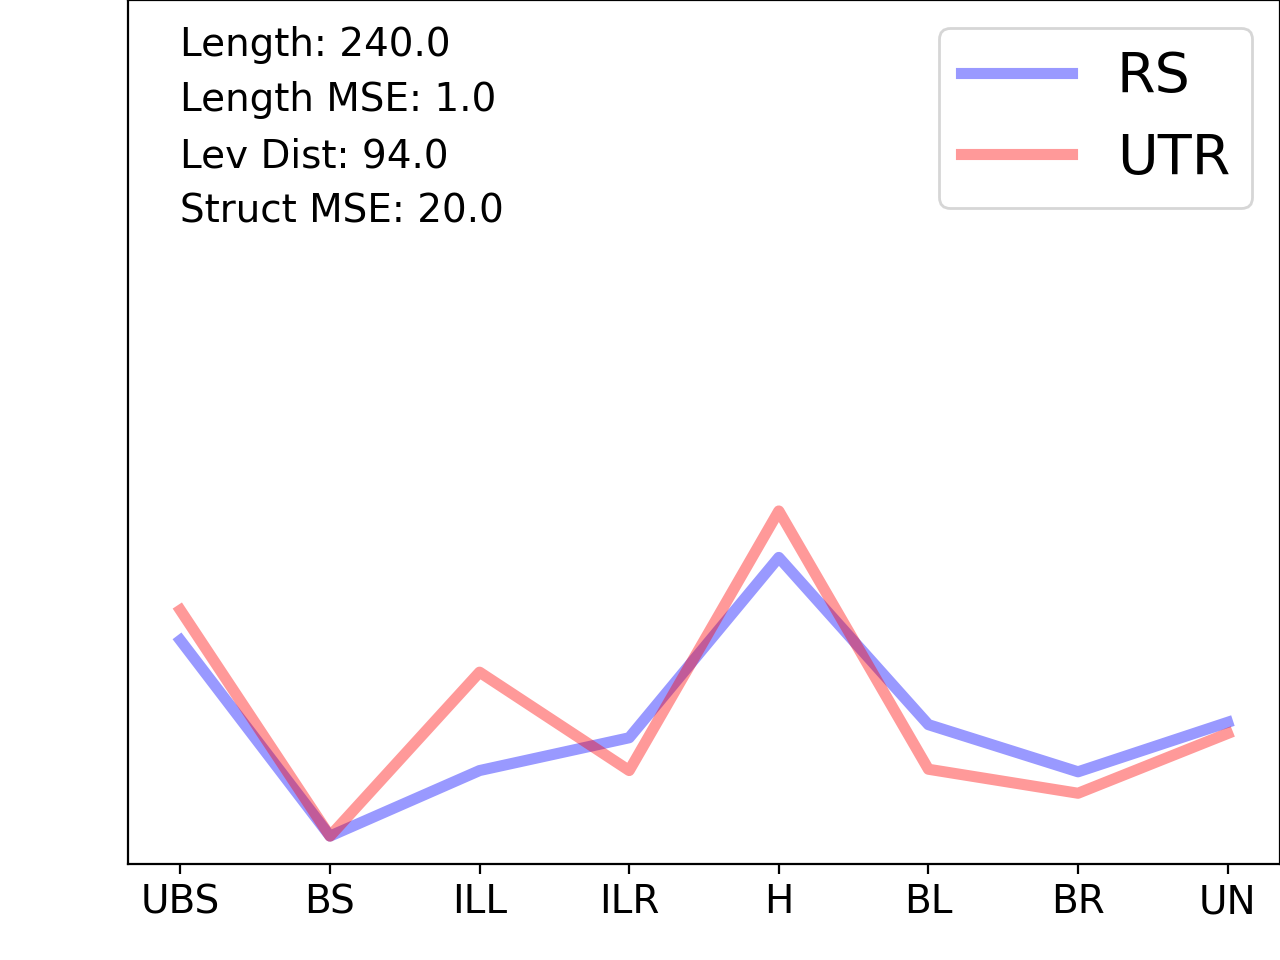 Length: 240.0
Length MSE: 1.0
Lev Dist: 94.0
Struct MSE: 20.0
RS
UTR
UBS BS ILL ILR H BL BR UN